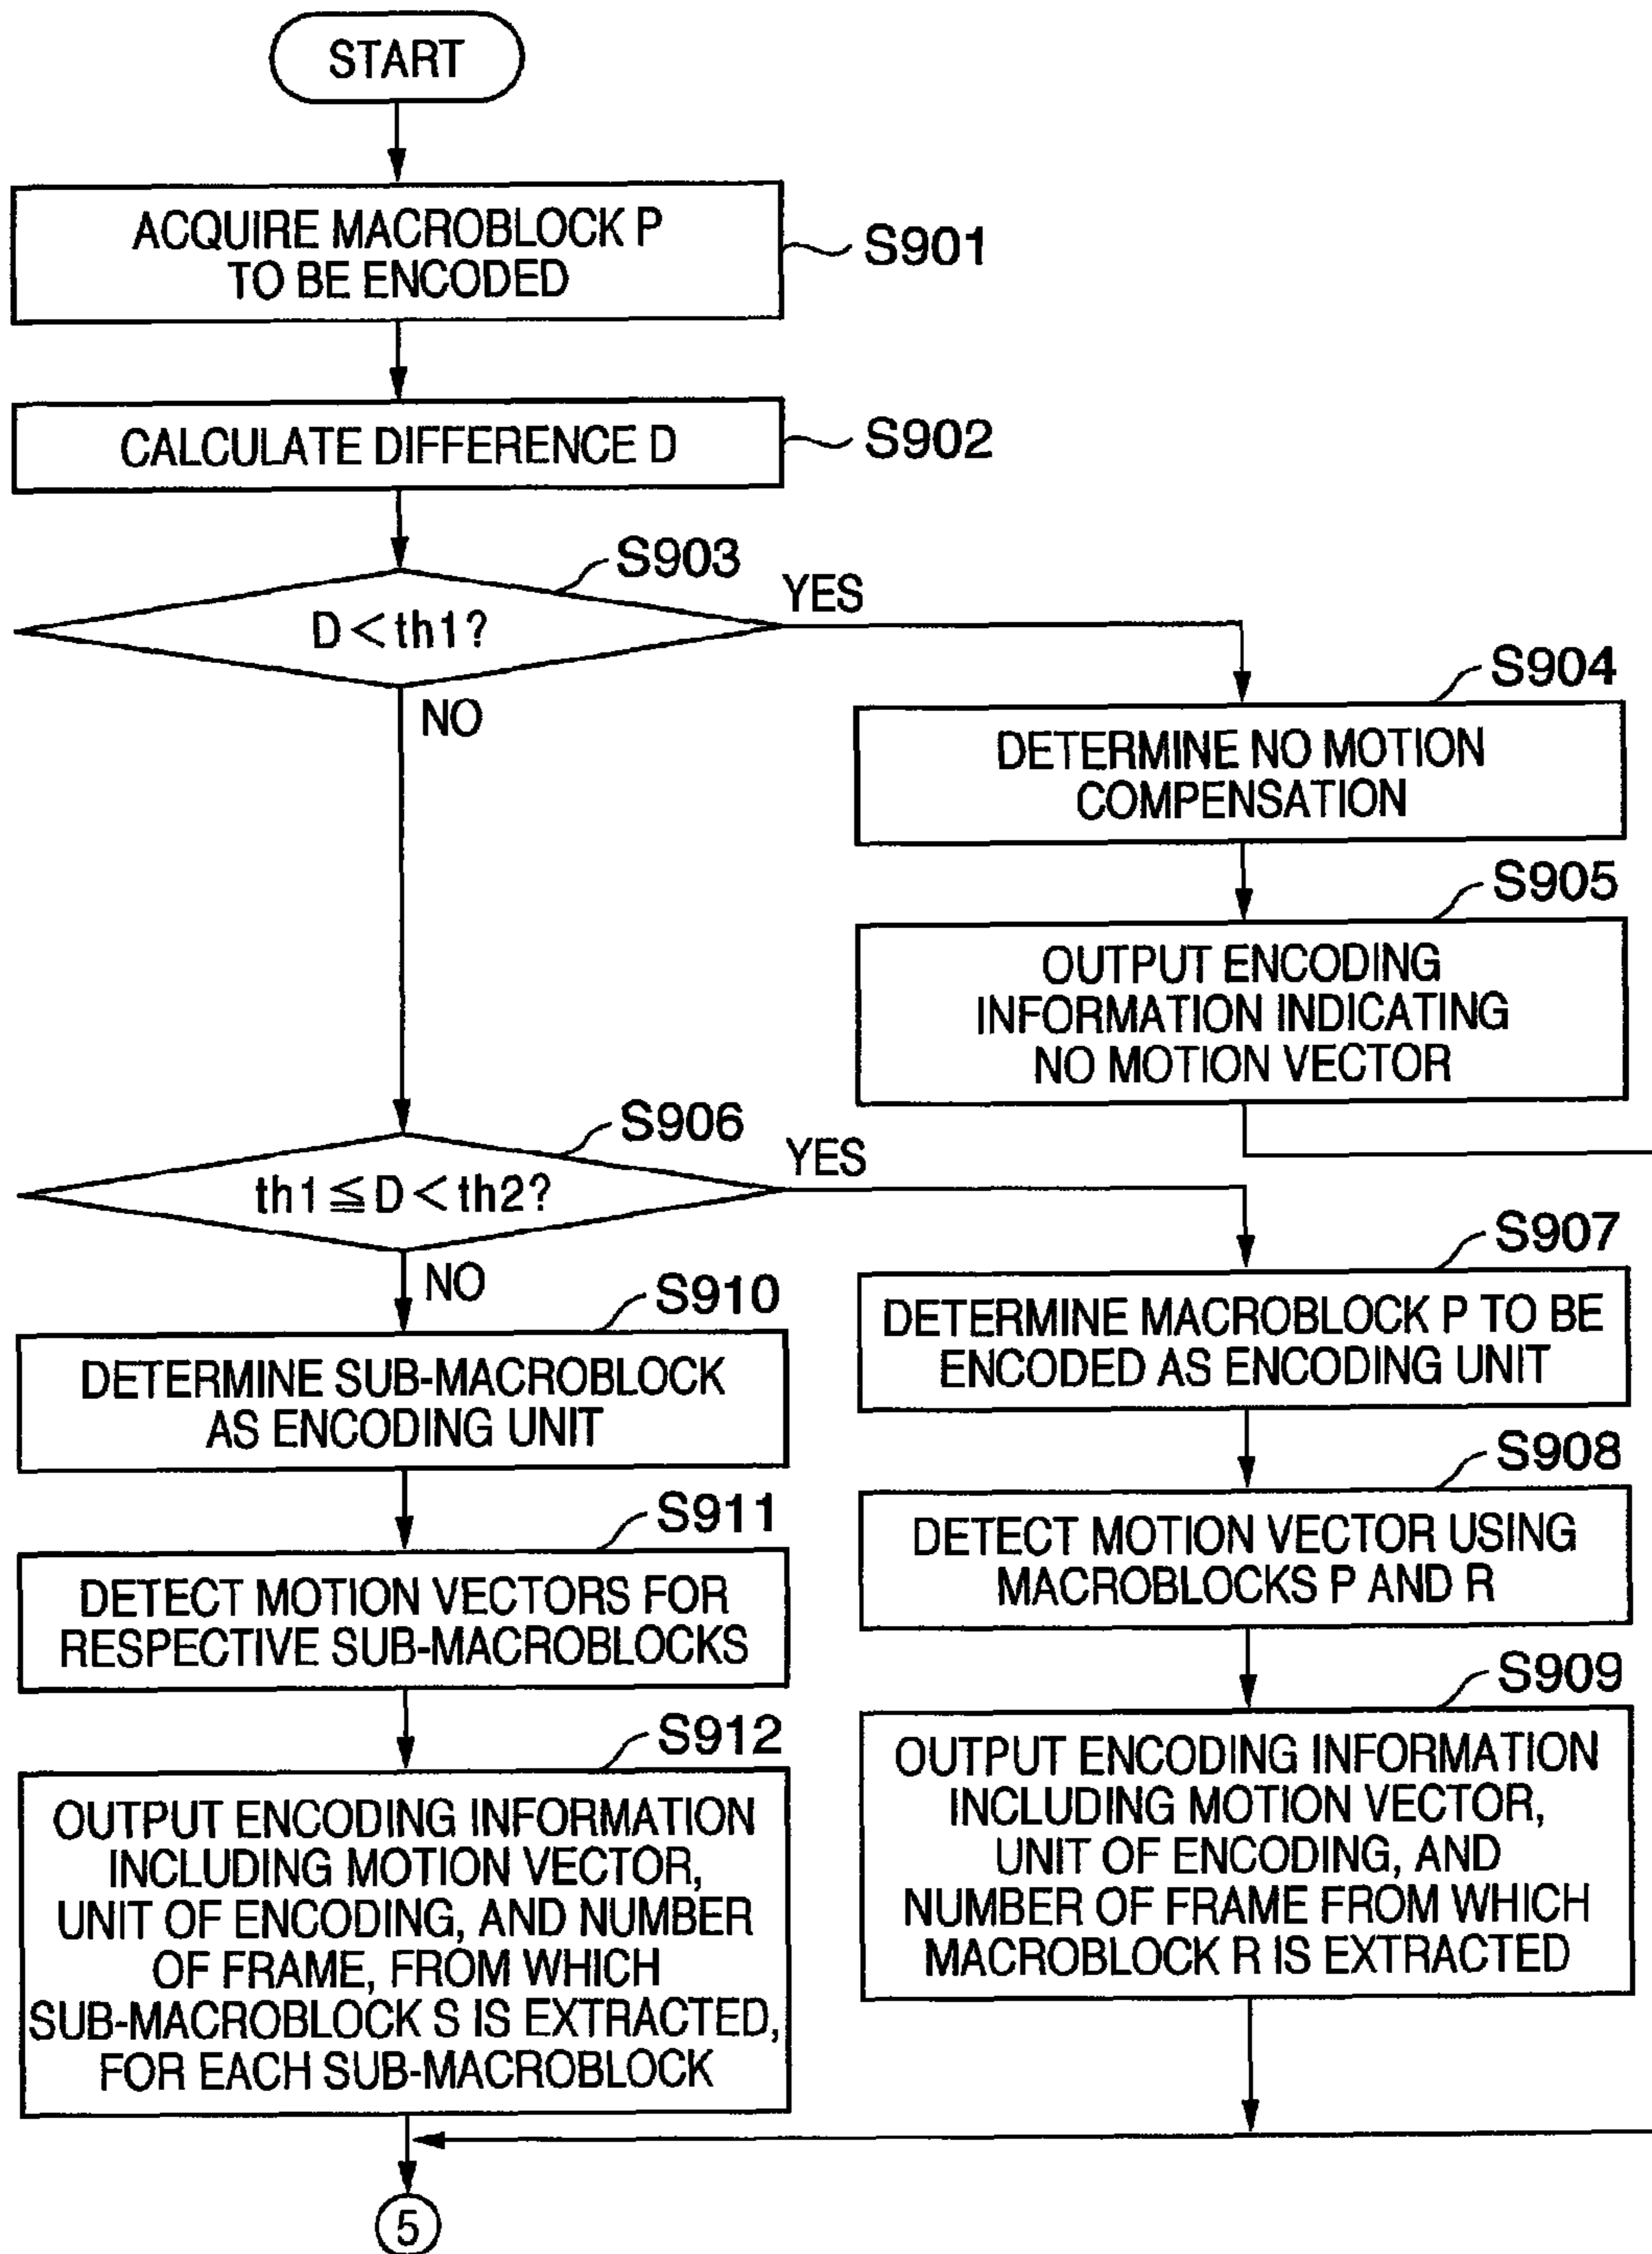 START
ACQUIRE MACROBLOCK P
TO BE ENCODED
S901
CALCULATE DIFFERENCE D
S902
S903
D<th1?
YES
NO
S904
DETERMINE NO MOTION
COMPENSATION
S905
OUTPUT ENCODING
INFORMATION INDICATING
NO MOTION VECTOR
S906
th1≦D<th2?
YES
NO
S907
DETERMINE MACROBLOCK P TO BE
ENCODED AS ENCODING UNIT
S908
DETECT MOTION VECTOR USING
MACROBLOCKS P AND R
S909
OUTPUT ENCODING INFORMATION
INCLUDING MOTION VECTOR,
UNIT OF ENCODING, AND
NUMBER OF FRAME FROM WHICH
MACROBLOCK R IS EXTRACTED
S910
DETERMINE SUB-MACROBLOCK
AS ENCODING UNIT
S911
DETECT MOTION VECTORS FOR
RESPECTIVE SUB-MACROBLOCKS
S912
OUTPUT ENCODING INFORMATION
INCLUDING MOTION VECTOR,
UNIT OF ENCODING, AND NUMBER
OF FRAME, FROM WHICH
SUB-MACROBLOCK S IS EXTRACTED,
FOR EACH SUB-MACROBLOCK
5